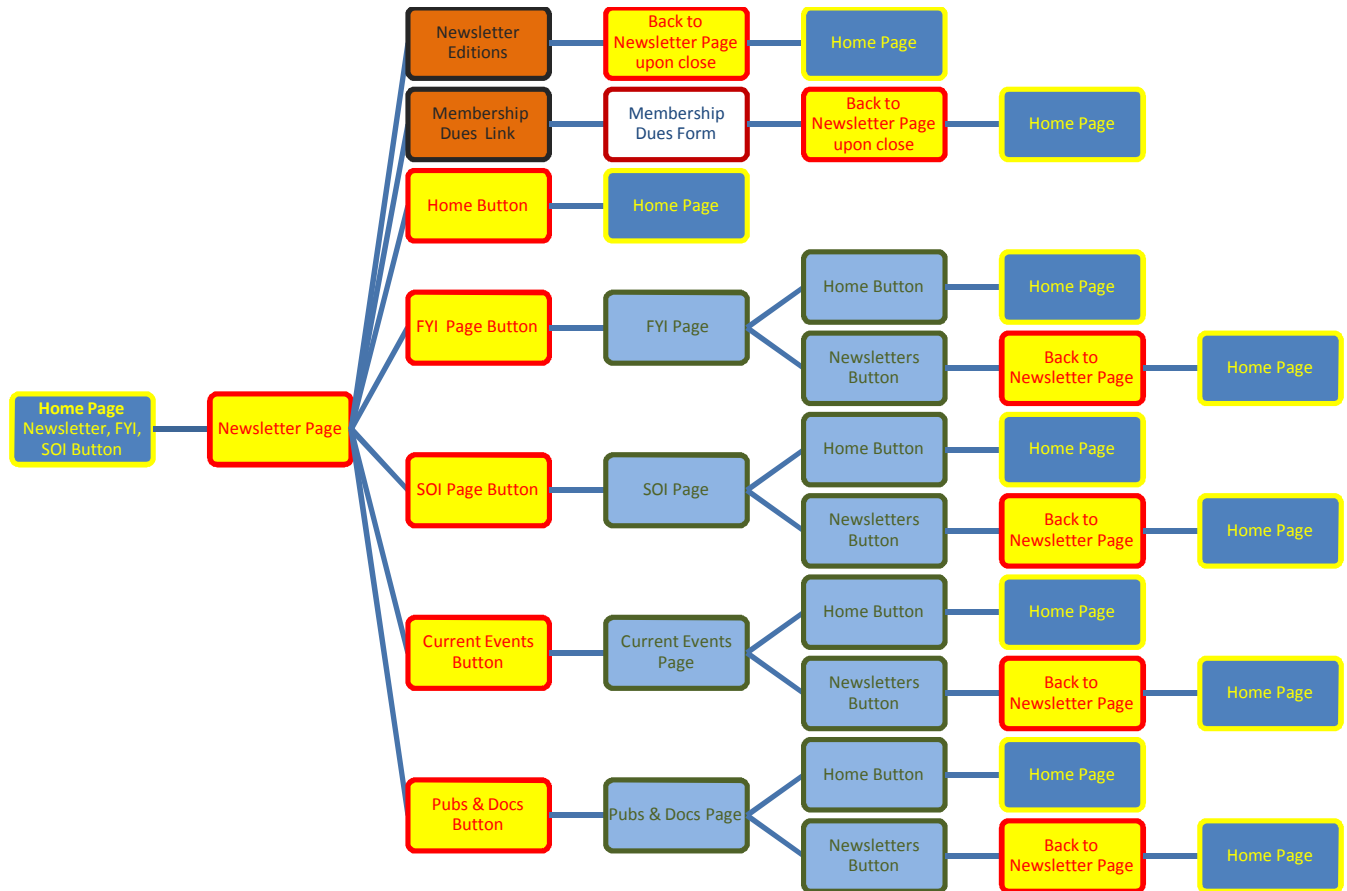 Newsletter
Editions
Back to
Newsletter Page
upon close
Home Page
Membership
Dues Link
Membership
Dues Form
Back to
Newsletter Page
upon close
Home Page
Home Button
Home Page
FYI Page Button
FYI Page
Home Button
Home Page
Newsletters
Button
Back to
Newsletter Page
Home Page
Home Page
Newsletter, FYI,
SOI Button
Newsletter Page
SOI Page Button
SOI Page
Home Button
Home Page
Newsletters
Button
Back to
Newsletter Page
Home Page
Current Events
Button
Current Events
Page
Home Button
Home Page
Newsletters
Button
Back to
Newsletter Page
Home Page
Pubs & Docs
Button
Pubs & Docs Page
Home Button
Home Page
Newsletters
Button
Back to
Newsletter Page
Home Page